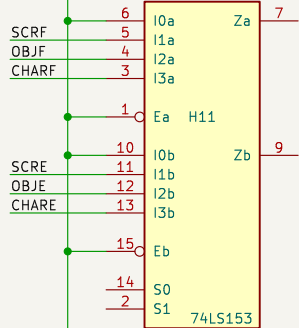 6 I0a Za 7
SCRF 5 I1a
OBJF 4 I2a
CHARF 3 I3a
1 Ea H11
10 I0b Zb 9
SCRE 11 I1b
OBJE 12 I2b
CHARE 13 I3b
15 Eb
14 S0
2 S1
74LS153